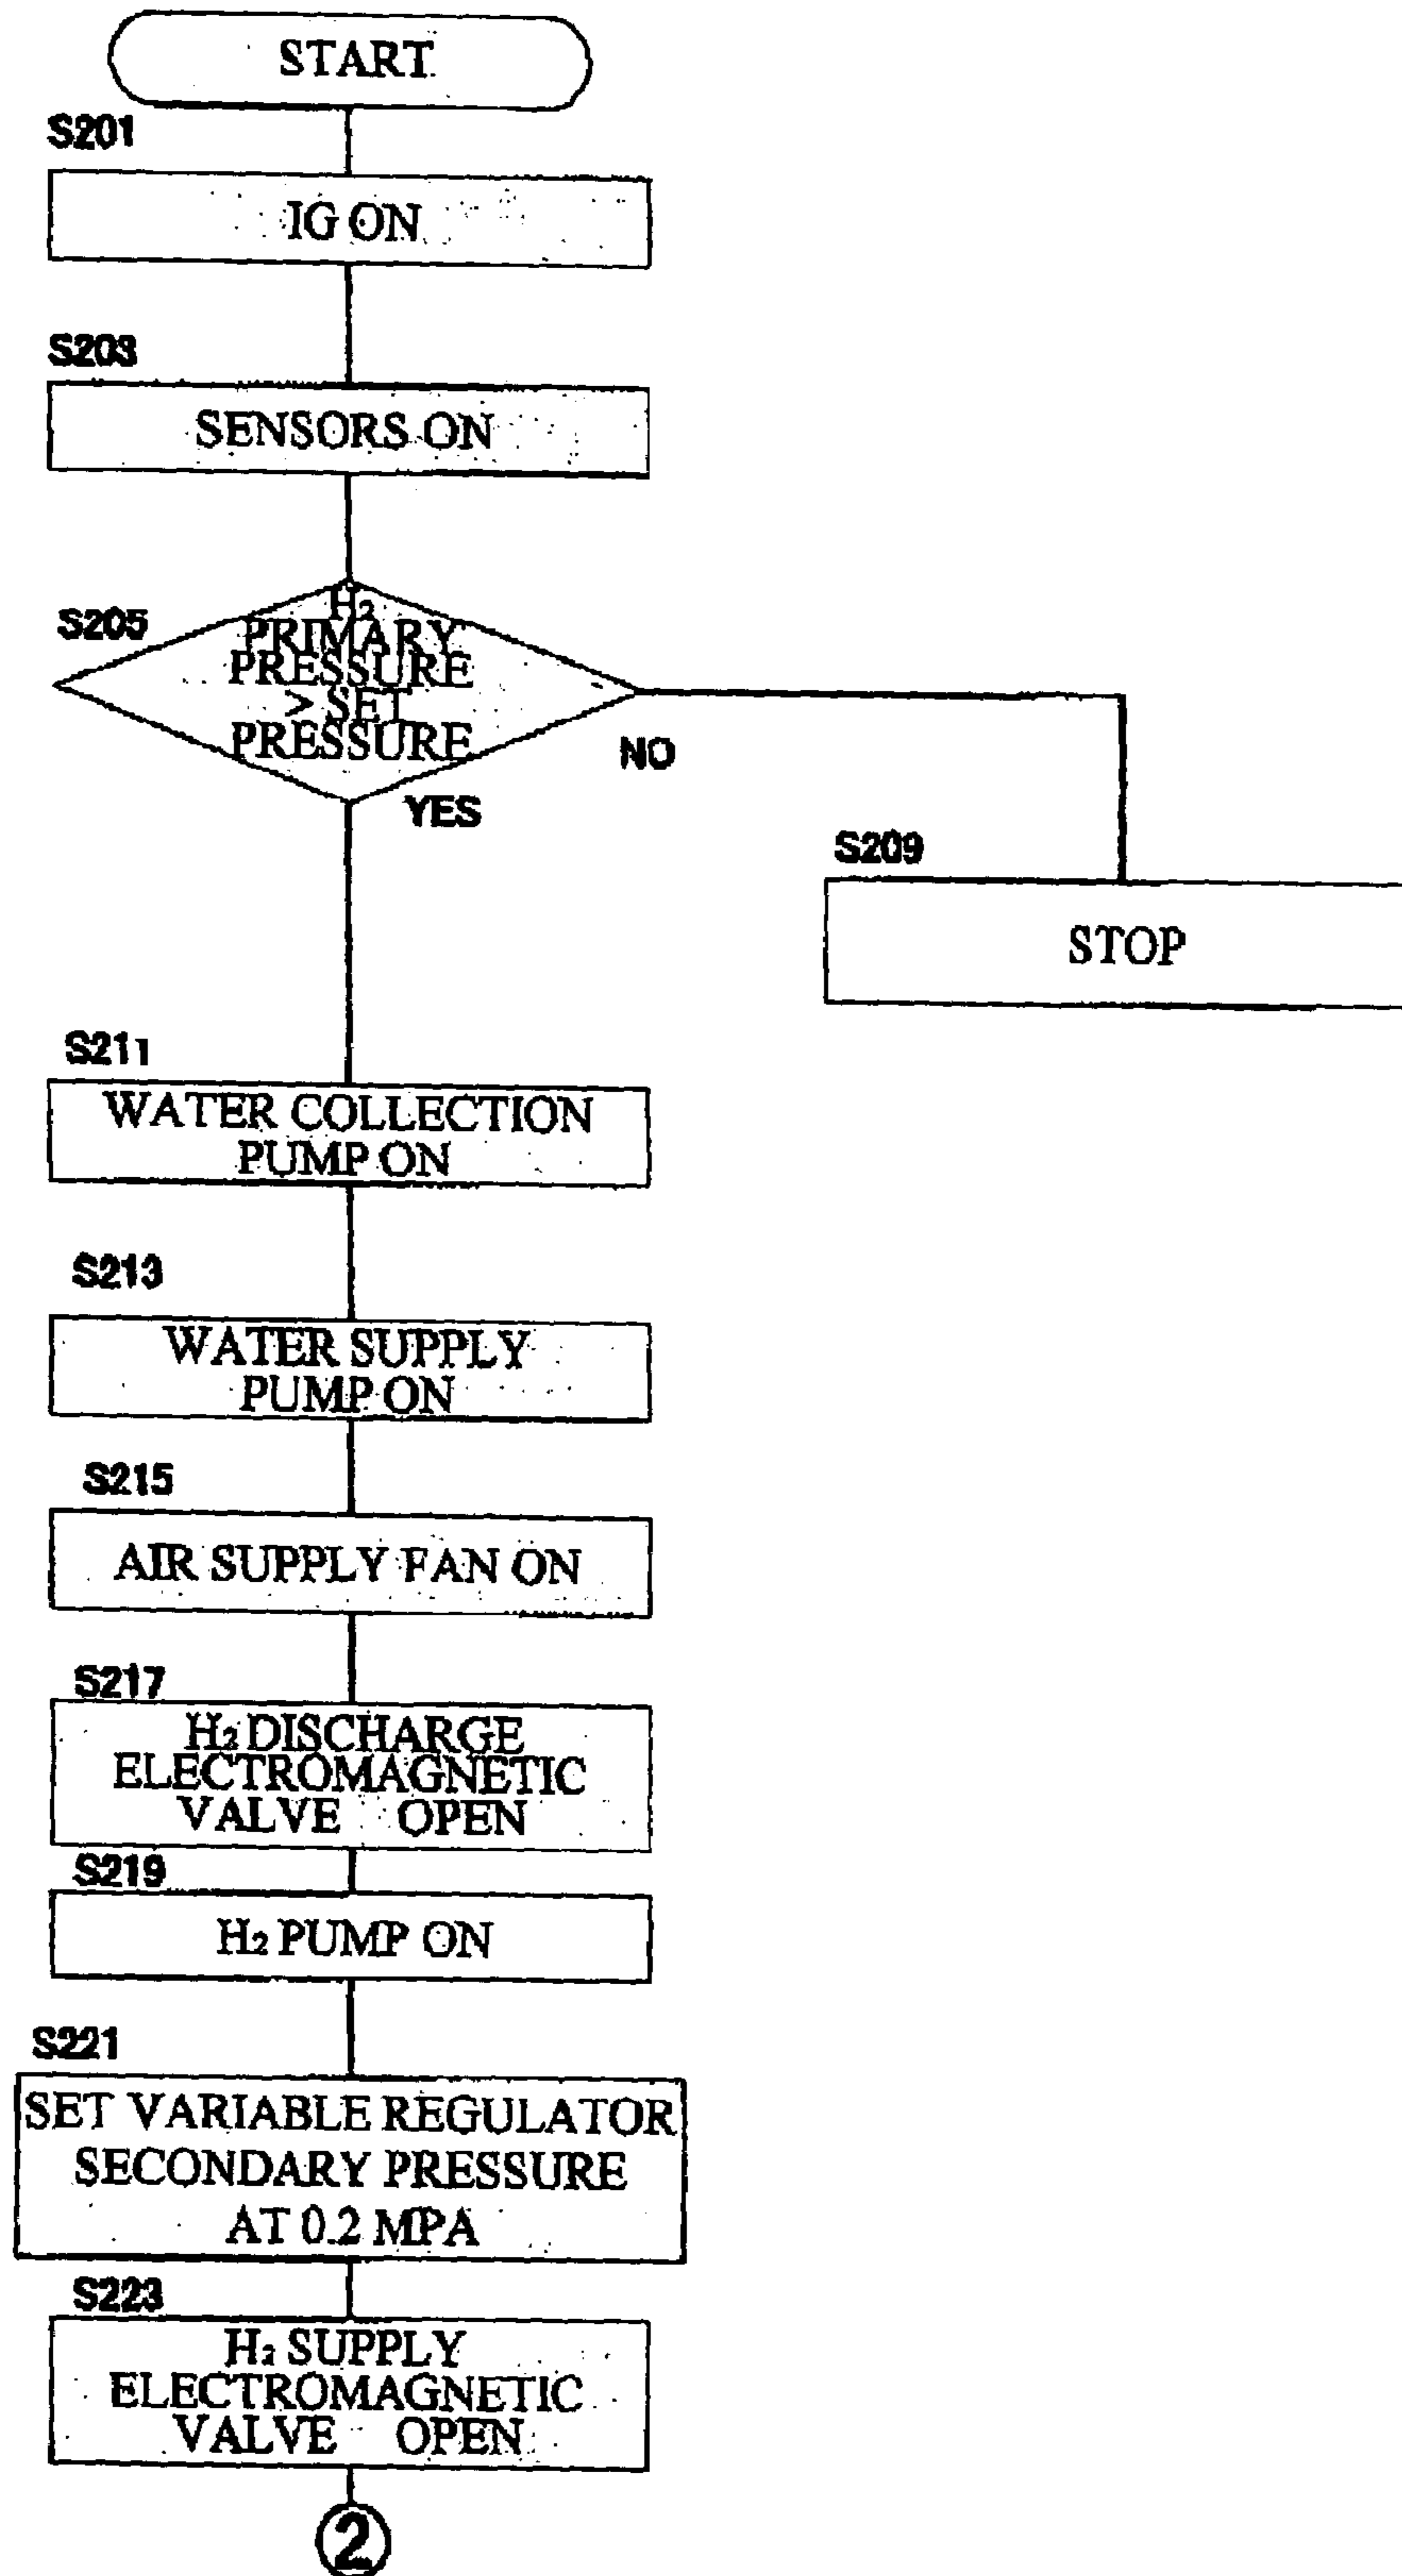 START
S201
IG ON
S203
SENSORS ON
S205
H₂
PRIMARY
PRESSURE
> SET
PRESSURE
NO
YES
S209
STOP
S211
WATER COLLECTION
PUMP ON
S213
WATER SUPPLY
PUMP ON
S215
AIR SUPPLY FAN ON
S217
H₂ DISCHARGE
ELECTROMAGNETIC
VALVE OPEN
S219
H₂ PUMP ON
S221
SET VARIABLE REGULATOR
SECONDARY PRESSURE
AT 0.2 MPA
S223
H₂ SUPPLY
ELECTROMAGNETIC
VALVE OPEN
②